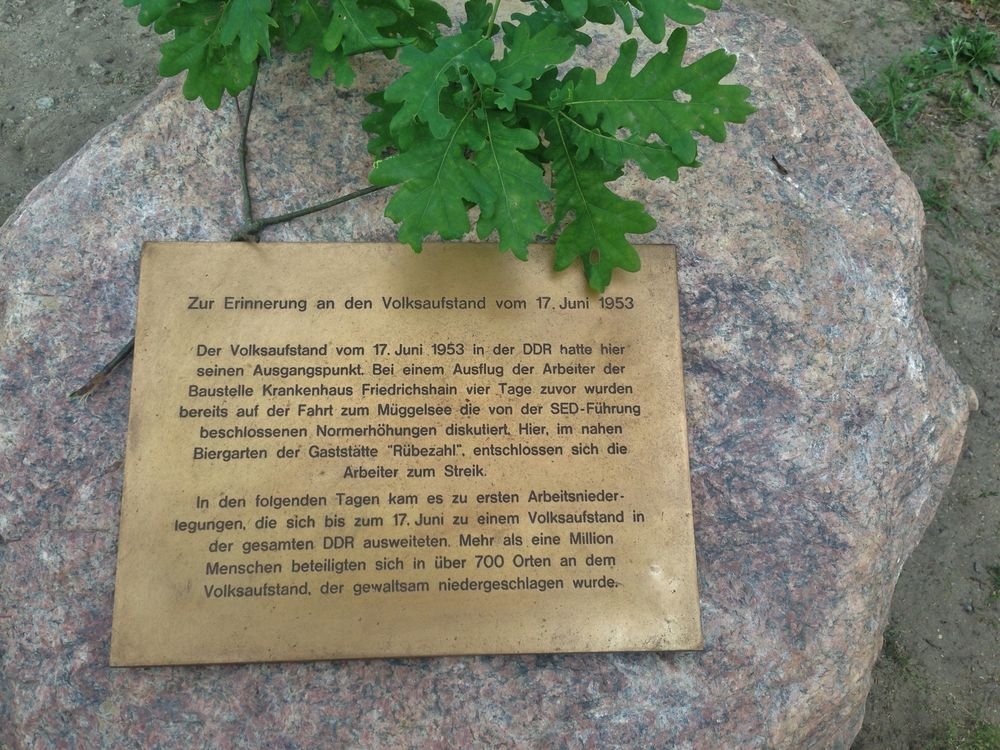 Zur Erinnerung an den Volksaufstand vom 17. Juni 1953
Der Volksaufstand vom 17. Juni 1953 in der DDR hatte hier
seinen Ausgangspunkt. Bei einem Ausflug der Arbeiter der
Baustelle Krankenhaus Friedrichshain vier Tage zuvor wurden
bereits auf der Fahrt zum Müggelsee die von der SED-Führung
beschlossenen Normerhöhungen diskutiert. Hier, im nahen
Biergarten der Gaststätte "Rübezahl", entschlossen sich die
Arbeiter zum Streik.
In den folgenden Tagen kam es zu ersten Arbeitsnieder-
legungen, die sich bis zum 17. Juni zu einem Volksaufstand in
der gesamten DDR ausweiteten. Mehr als eine Million
Menschen beteiligten sich in über 700 Orten an dem
Volksaufstand, der gewaltsam niedergeschlagen wurde.